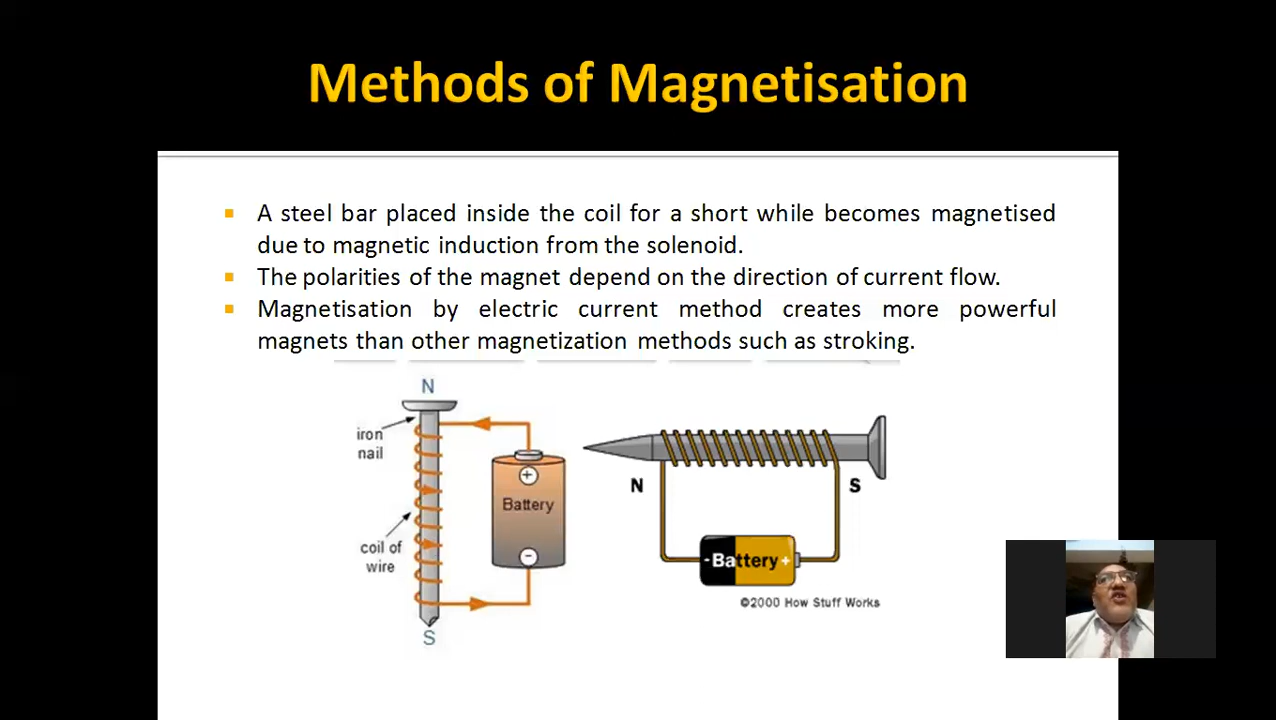 Methods of Magnetisation
A steel bar placed inside the coil for a short while becomes magnetised
due to magnetic induction from the solenoid.
The polarities of the magnet depend on the direction of current flow.
Magnetisation by electric current method creates more powerful
magnets than other magnetization methods such as stroking.
N
iron
nail
+
Battery
coil of
wire
−
S
N
S
-Battery+
©2000 How Stuff Works